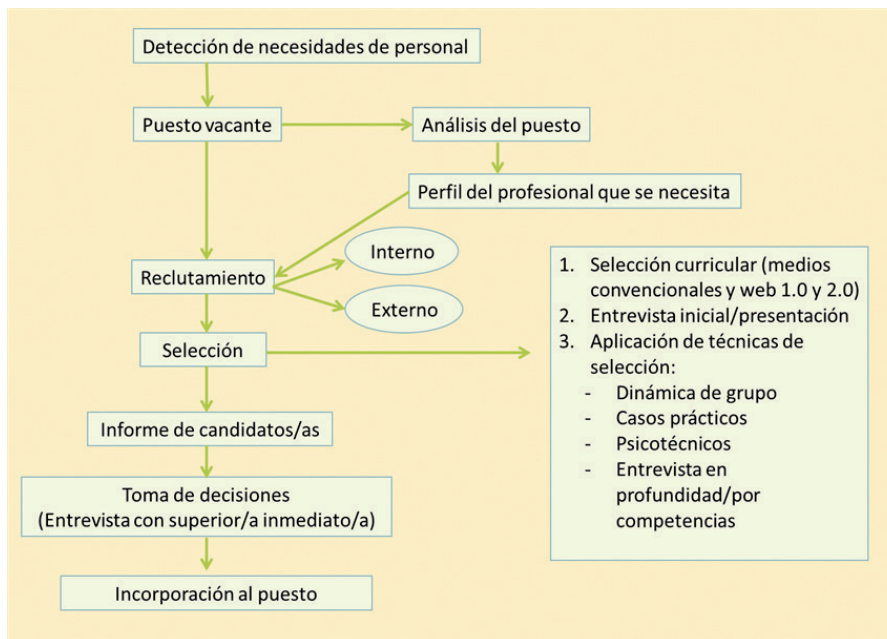 Detección de necesidades de personal
Puesto vacante
Análisis del puesto
Perfil del profesional que se necesita
Reclutamiento
Interno
Externo
Selección
1. Selección curricular (medios
convencionales y web 1.0 y 2.0)
2. Entrevista inicial/presentación
3. Aplicación de técnicas de
selección:
- Dinámica de grupo
- Casos prácticos
- Psicotécnicos
- Entrevista en
profundidad/por
competencias
Informe de candidatos/as
Toma de decisiones
(Entrevista con superior/a inmediato/a)
Incorporación al puesto